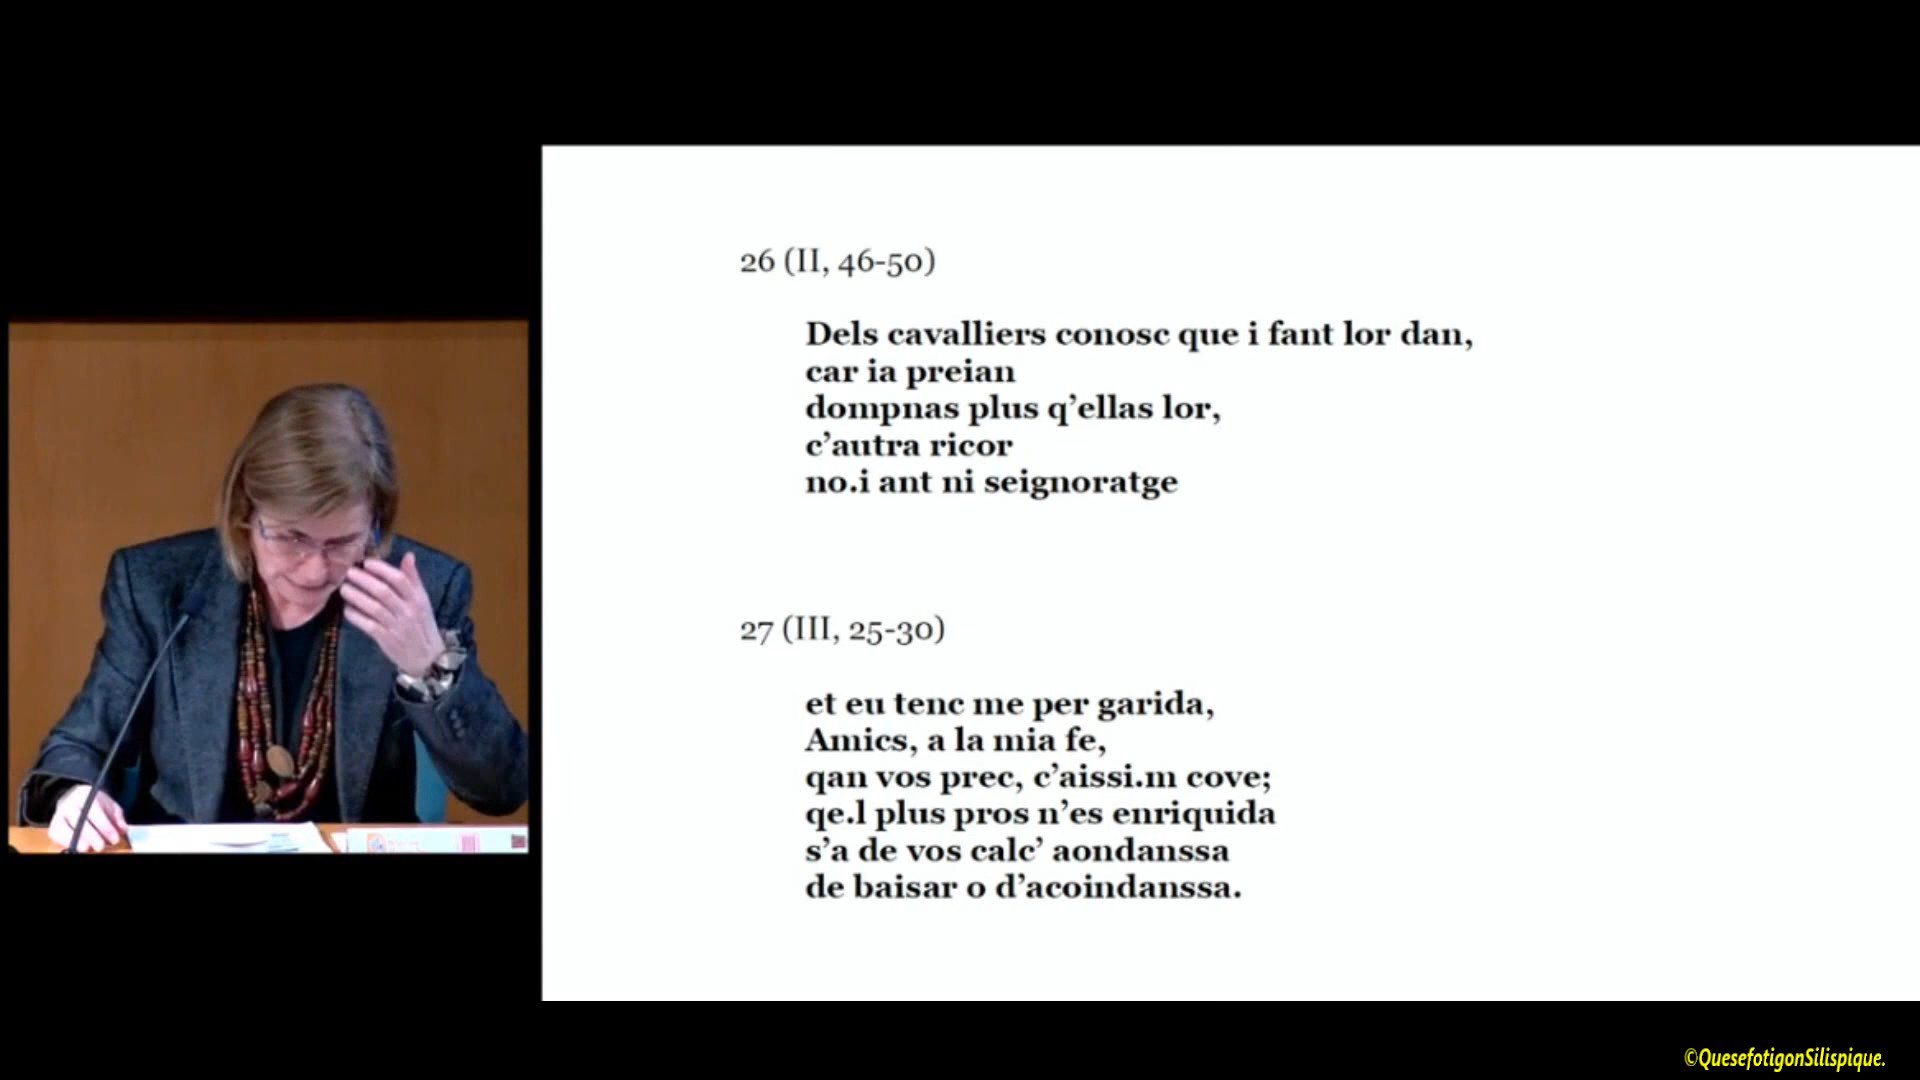 26 (II, 46-50)
Dels cavalliers conosc que i fant lor dan,
car ia preian
dompnas plus q’ellas lor,
c’autra ricor
no.i ant ni seignoratge
27 (III, 25-30)
et eu tenc me per garida,
Amics, a la mia fe,
qan vos prec, c’aissi.m cove;
qe.l plus pros n’es enriquida
s’a de vos calc’ aondanssa
de baisar o d’acoindanssa.
©QuesefotigonSilispique.